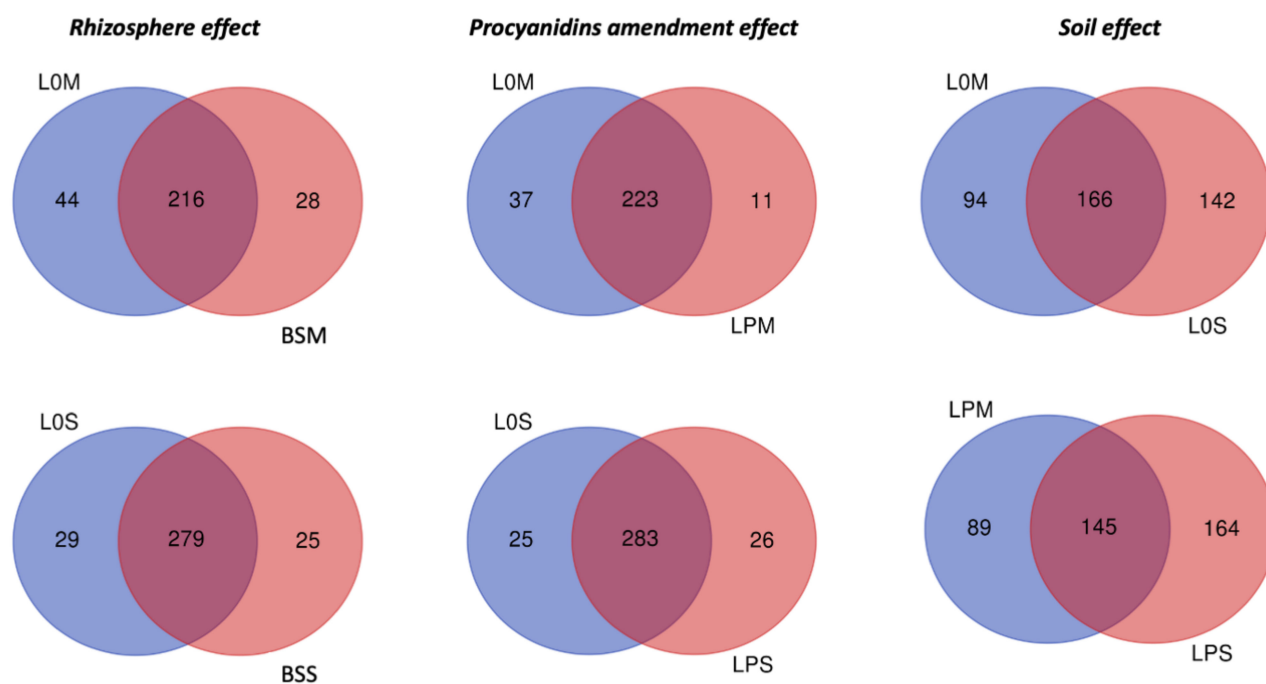 Rhizosphere effect
Procyanidins amendment effect
Soil effect
L0M
44
216
28
BSM
L0M
37
223
11
LPM
L0M
94
166
142
L0S
L0S
29
279
25
BSS
L0S
25
283
26
LPS
LPM
89
145
164
LPS